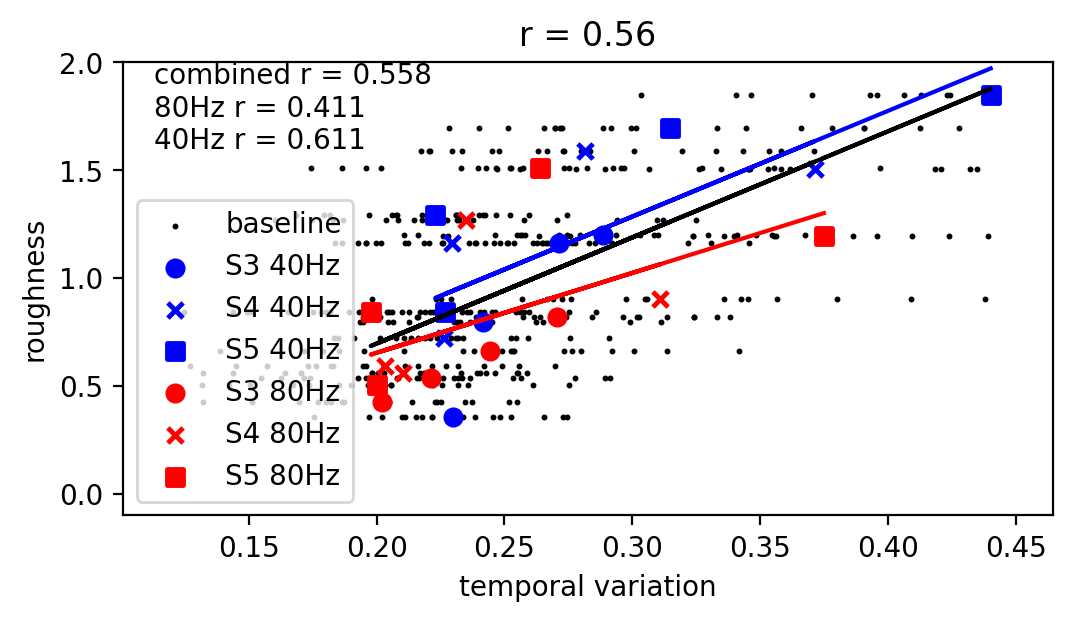 r = 0.56
combined r = 0.558
80Hz r = 0.411
40Hz r = 0.611
baseline
S3 40Hz
S4 40Hz
S5 40Hz
S3 80Hz
S4 80Hz
S5 80Hz
roughness
2.0
1.5
1.0
0.5
0.0
0.15 0.20 0.25 0.30 0.35 0.40 0.45
temporal variation